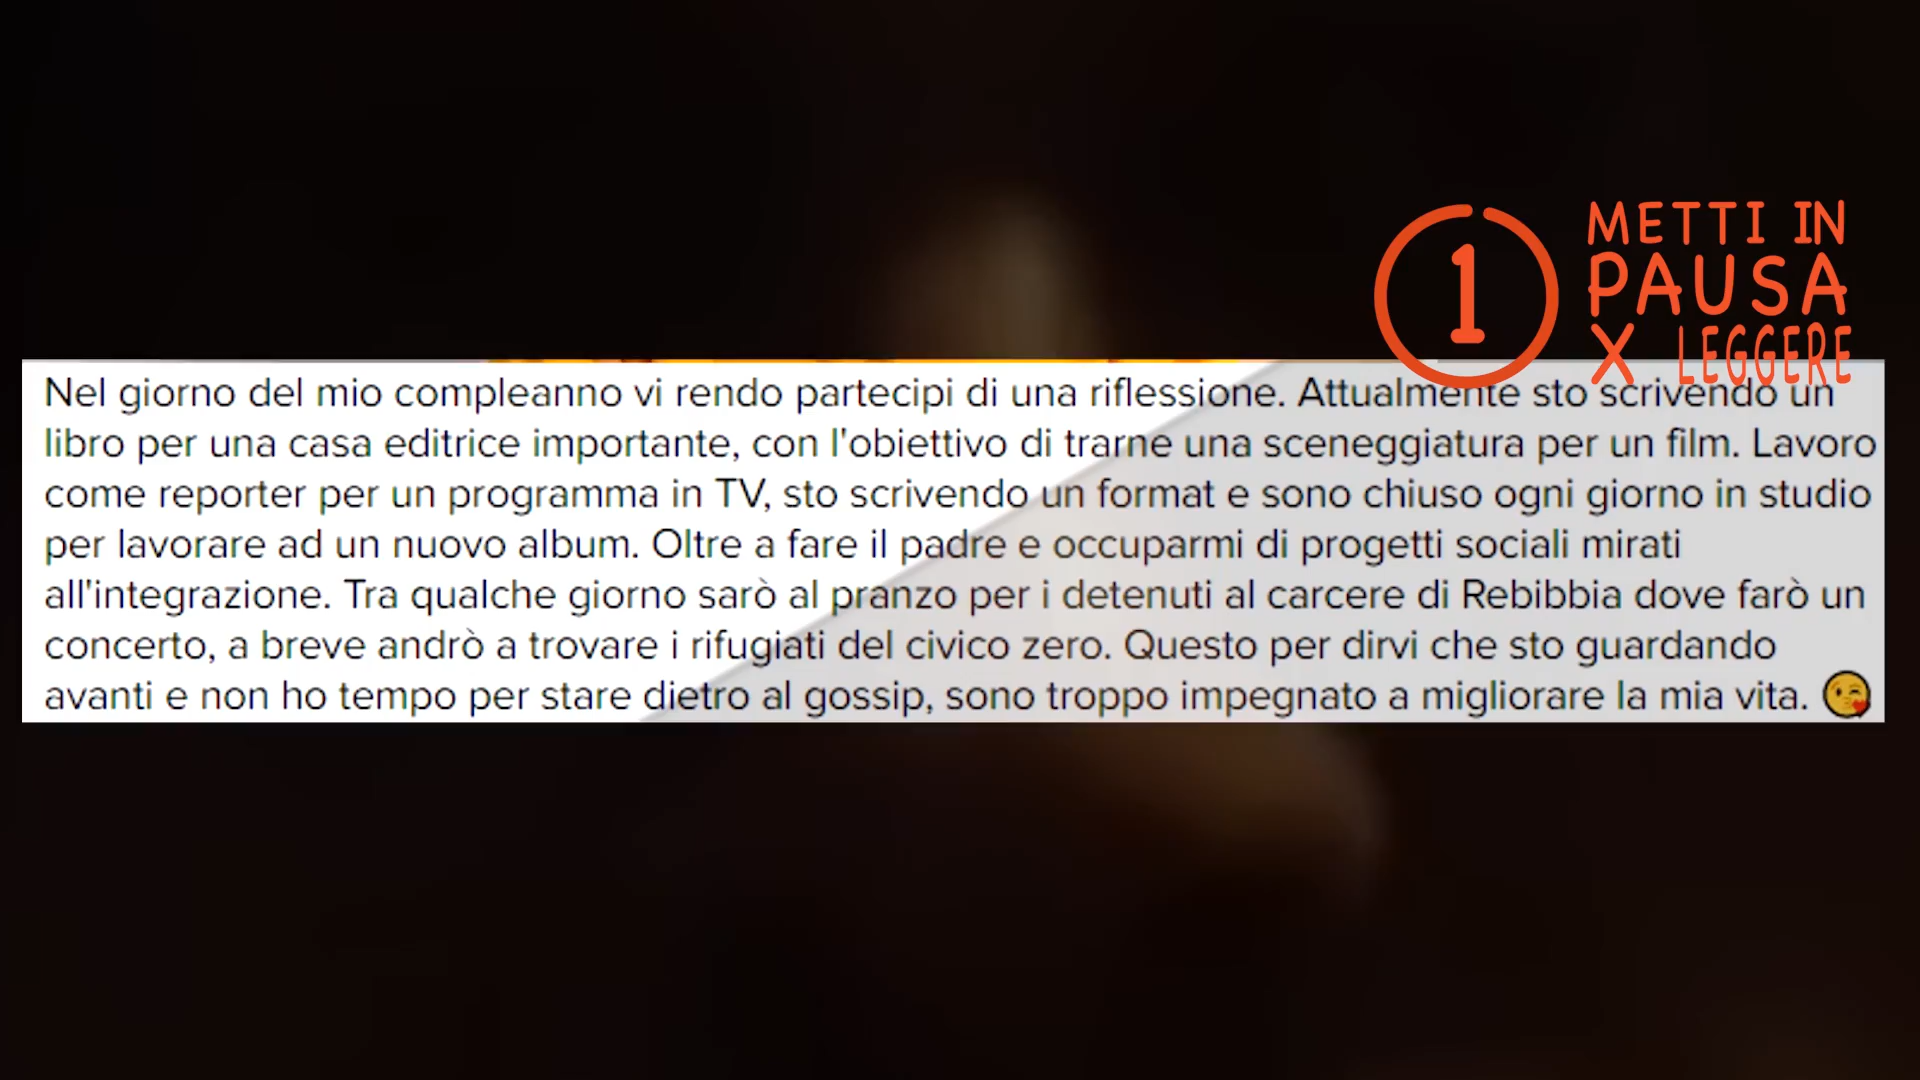 1
METTI IN
PAUSA
X LEGGERE
Nel giorno del mio compleanno vi rendo partecipi di una riflessione. Attualmente sto scrivendo un
libro per una casa editrice importante, con l'obiettivo di trarne una sceneggiatura per un film. Lavoro
come reporter per un programma in TV, sto scrivendo un format e sono chiuso ogni giorno in studio
per lavorare ad un nuovo album. Oltre a fare il padre e occuparmi di progetti sociali mirati
all'integrazione. Tra qualche giorno sarò al pranzo per i detenuti al carcere di Rebibbia dove farò un
concerto, a breve andrò a trovare i rifugiati del civico zero. Questo per dirvi che sto guardando
avanti e non ho tempo per stare dietro al gossip, sono troppo impegnato a migliorare la mia vita. 😘